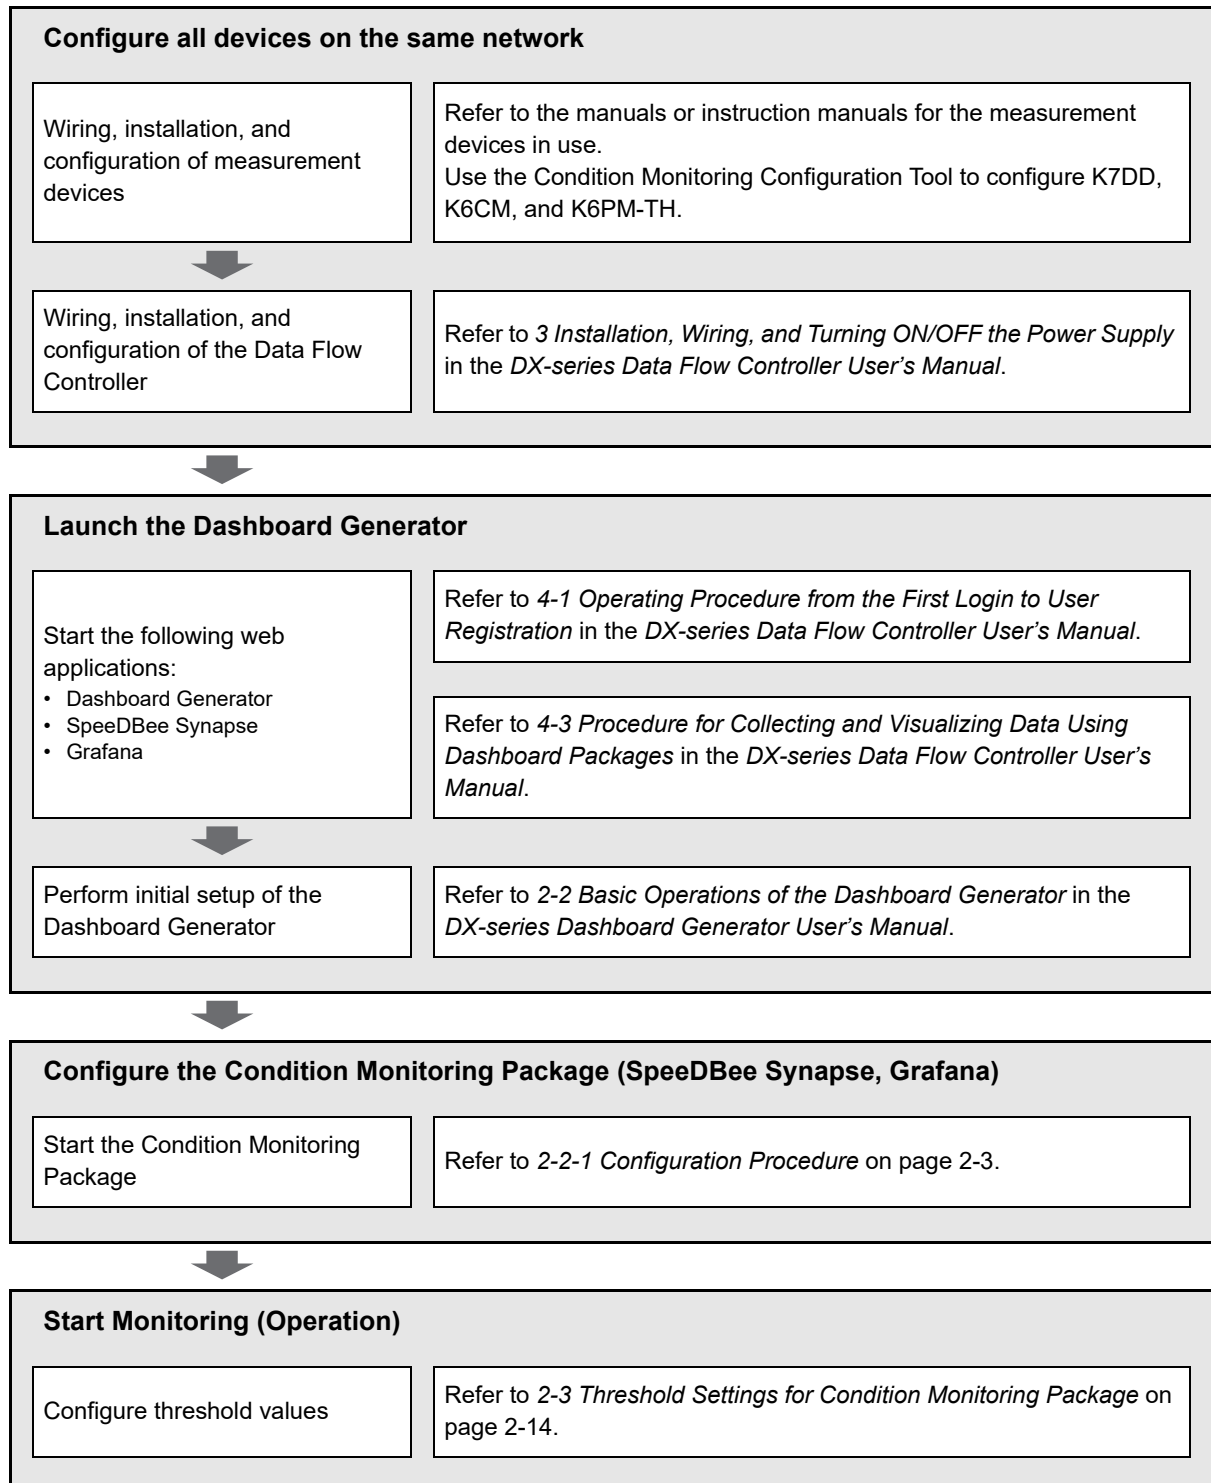 Configure all devices on the same network
Wiring, installation, and
configuration of measurement
devices
Refer to the manuals or instruction manuals for the measurement
devices in use.
Use the Condition Monitoring Configuration Tool to configure K7DD,
K6CM, and K6PM-TH.
Wiring, installation, and
configuration of the Data Flow
Controller
Refer to 3 Installation, Wiring, and Turning ON/OFF the Power Supply
in the DX-series Data Flow Controller User's Manual.
Launch the Dashboard Generator
Start the following web
applications:
• Dashboard Generator
• SpeeDBee Synapse
• Grafana
Refer to 4-1 Operating Procedure from the First Login to User
Registration in the DX-series Data Flow Controller User's Manual.
Refer to 4-3 Procedure for Collecting and Visualizing Data Using
Dashboard Packages in the DX-series Data Flow Controller User's
Manual.
Perform initial setup of the
Dashboard Generator
Refer to 2-2 Basic Operations of the Dashboard Generator in the
DX-series Dashboard Generator User's Manual.
Configure the Condition Monitoring Package (SpeeDBee Synapse, Grafana)
Start the Condition Monitoring
Package
Refer to 2-2-1 Configuration Procedure on page 2-3.
Start Monitoring (Operation)
Configure threshold values
Refer to 2-3 Threshold Settings for Condition Monitoring Package on
page 2-14.